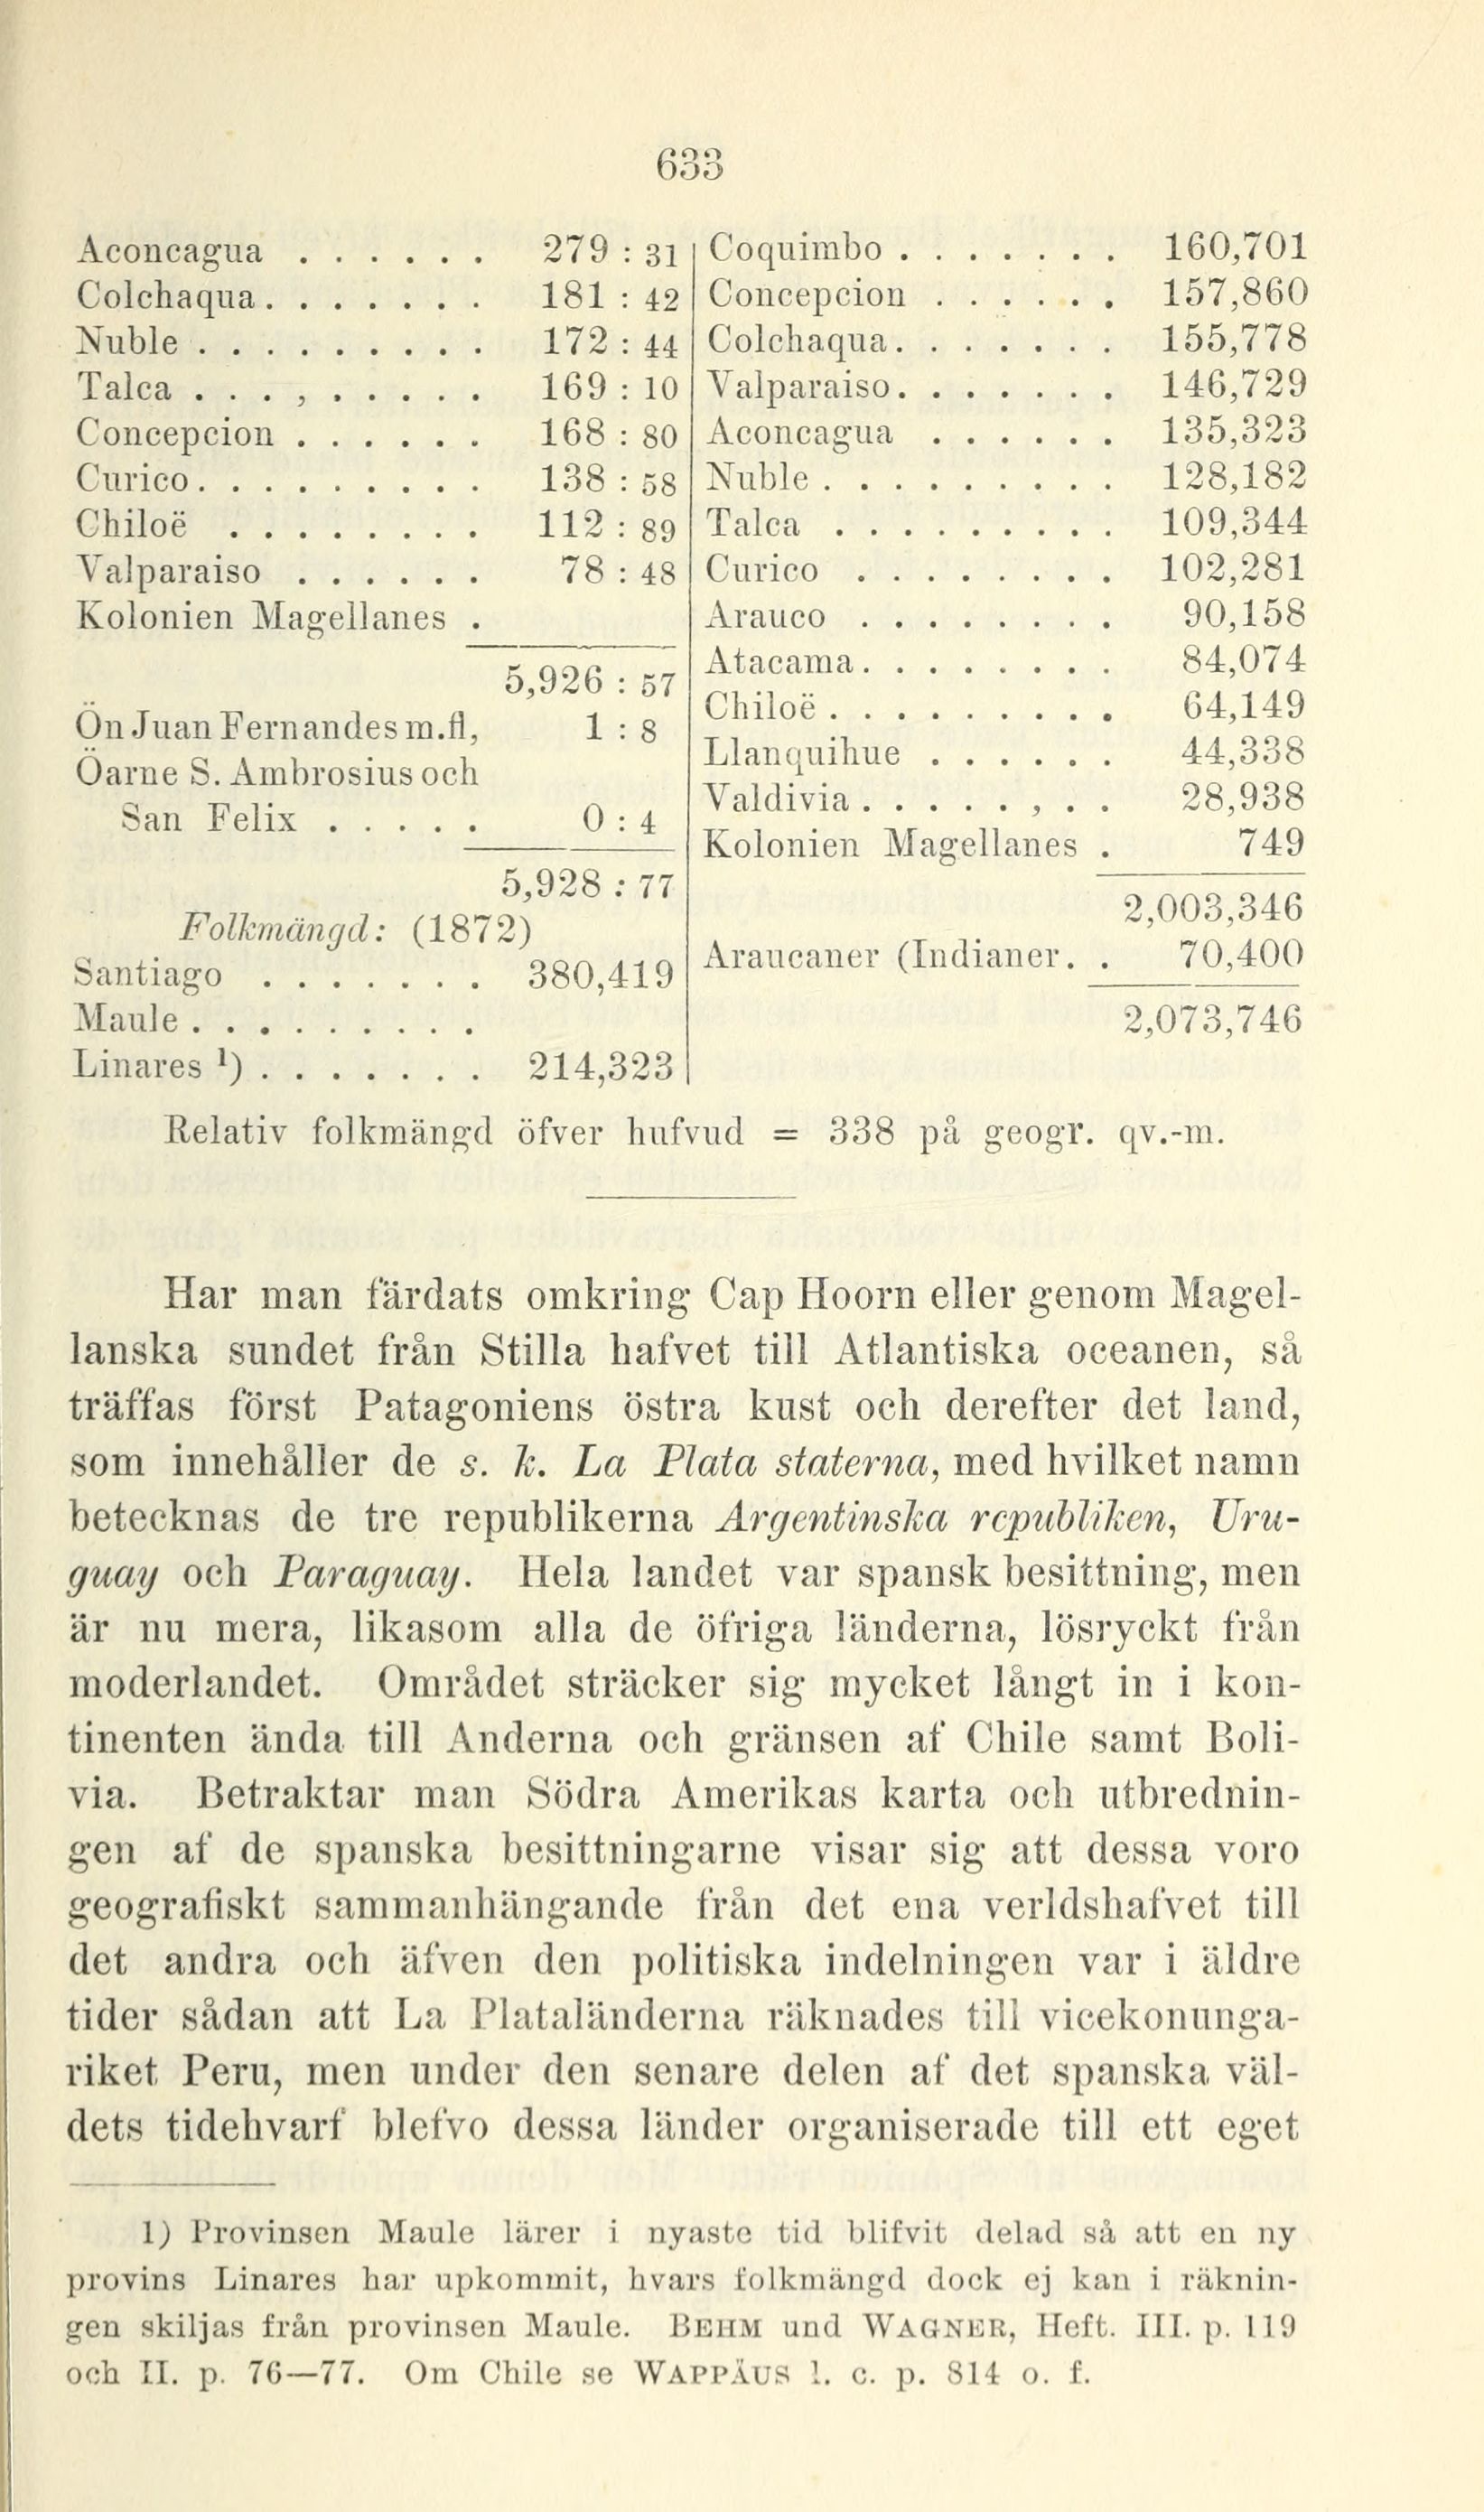 633
Aconcagua . . . . . . 279 : 31
Colchaqua. . . . . . . 181 : 42
Nuble . . . . . . . . . 172 : 44
Talca . . . , . . . . . 169 : 10
Concepcion . . . . . . 168 : 80
Curico. . . . . . . . . 138 : 58
Chiloë . . . . . . . . 112 : 89
Valparaiso . . . . . . 78 : 48
Kolonien Magellanes .
5,926 : 57
Ön Juan Fernandes m.fl, 1 : 8
Öarne S. Ambrosius och
San Felix . . . . . 0 : 4
5,928 : 77
Folkmängd: (1872)
Santiago . . . . . . . 380,419
Maule . . . . . . . . .
Linares ¹) . . . . . . . 214,323
Coquimbo . . . . . . . 160,701
Concepcion . . . . . . 157,860
Colchaqua. . . . . . . 155,778
Valparaiso. . . . . . . 146,729
Aconcagua . . . . . . 135,323
Nuble . . . . . . . . . 128,182
Talca . . . . . . . . . 109,344
Curico . . . . . . . . 102,281
Arauco . . . . . . . . 90,158
Atacama. . . . . . . . 84,074
Chiloë . . . . . . . . . 64,149
Llanquihue . . . . . . 44,338
Valdivia . . . . . , . . 28,938
Kolonien Magellanes . 749
2,003,346
Araucaner (Indianer. . 70,400
2,073,746
Relativ folkmängd öfver hufvud = 338 på geogr. qv.-m.
Har man färdats omkring Cap Hoorn eller genom Magel-
lanska sundet från Stilla hafvet till Atlantiska oceanen, så
träffas först Patagoniens östra kust och derefter det land,
som innehåller de s. k. La Plata staterna, med hvilket namn
betecknas de tre republikerna Argentinska republiken, Uru-
guay och Paraguay. Hela landet var spansk besittning, men
är nu mera, likasom alla de öfriga länderna, lösryckt från
moderlandet. Området sträcker sig mycket långt in i kon-
tinenten ända till Anderna och gränsen af Chile samt Boli-
via. Betraktar man Södra Amerikas karta och utbrednin-
gen af de spanska besittningarne visar sig att dessa voro
geografiskt sammanhängande från det ena verldshafvet till
det andra och äfven den politiska indelningen var i äldre
tider sådan att La Plataländerna räknades till vicekonunga-
riket Peru, men under den senare delen af det spanska väl-
dets tidehvarf blefvo dessa länder organiserade till ett eget
1) Provinsen Maule lärer i nyaste tid blifvit delad så att en ny
provins Linares har upkommit, hvars folkmängd dock ej kan i räknin-
gen skiljas från provinsen Maule. BEHM und WAGNER, Heft. III. p. 119
och II. p. 76—77. Om Chile se WAPPÄUS l. c. p. 814 o. f.